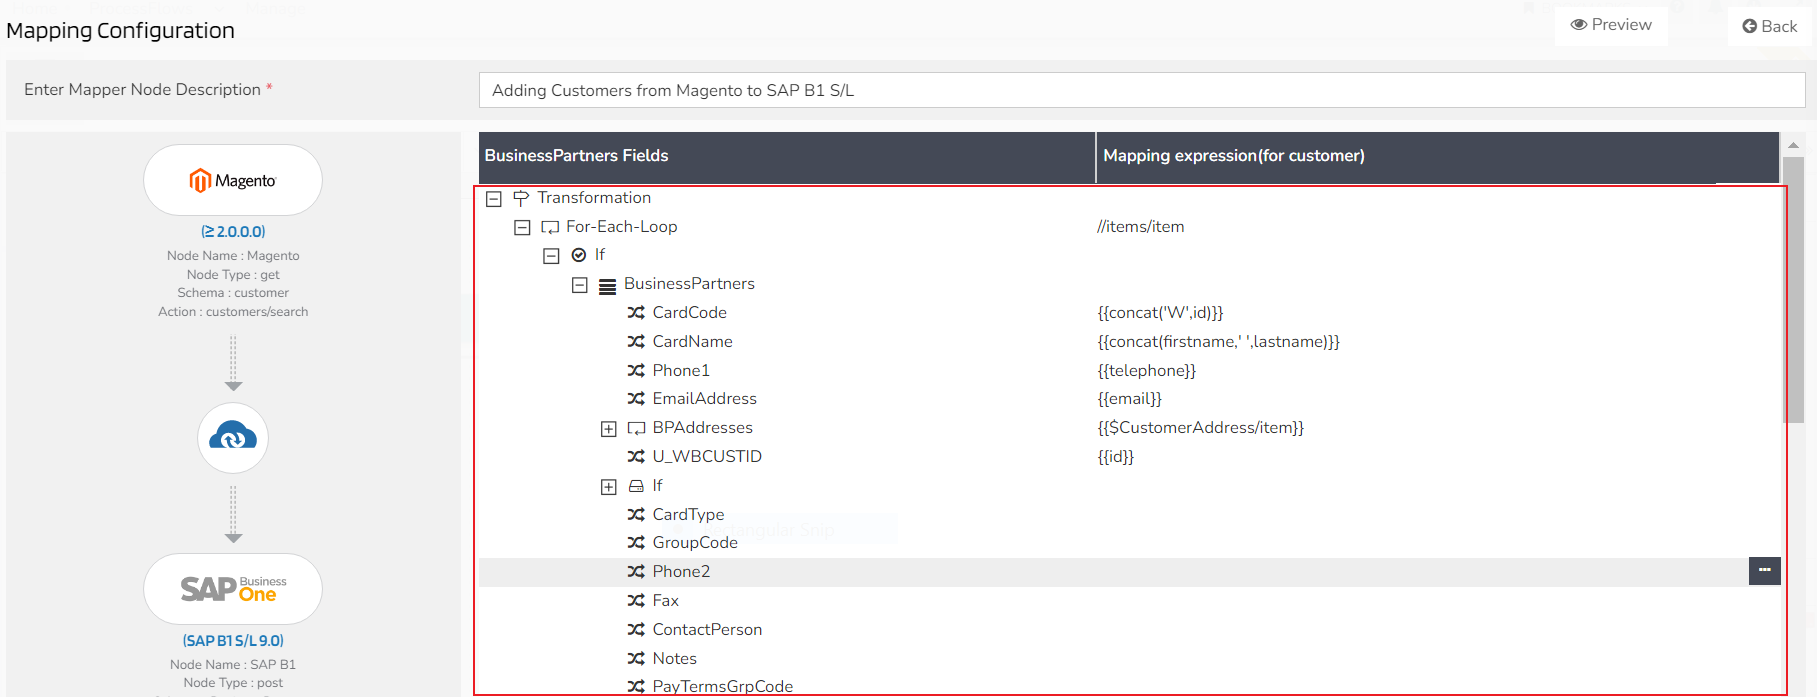 Mapping Configuration
Preview
Back
Enter Mapper Node Description *
Adding Customers from Magento to SAP B1 S/L
Magento
(≥ 2.0.0.0)
Node Name : Magento
Node Type : get
Schema : customer
Action : customers/search
SAP Business One
(SAP B1 S/L 9.0)
Node Name : SAP B1
Node Type : post
BusinessPartners Fields
Mapping expression(for customer)
Transformation
For-Each-Loop //items/item
If
BusinessPartners
CardCode {{concat('W',id)}}
CardName {{concat(firstname,' ',lastname)}}
Phone1 {{telephone}}
EmailAddress {{email}}
BPAddresses {{$CustomerAddress/item}}
U_WBCUSTID {{id}}
If
CardType
Rectangular Snip
GroupCode
Phone2
Fax
ContactPerson
Notes
PayTermsGrpCode